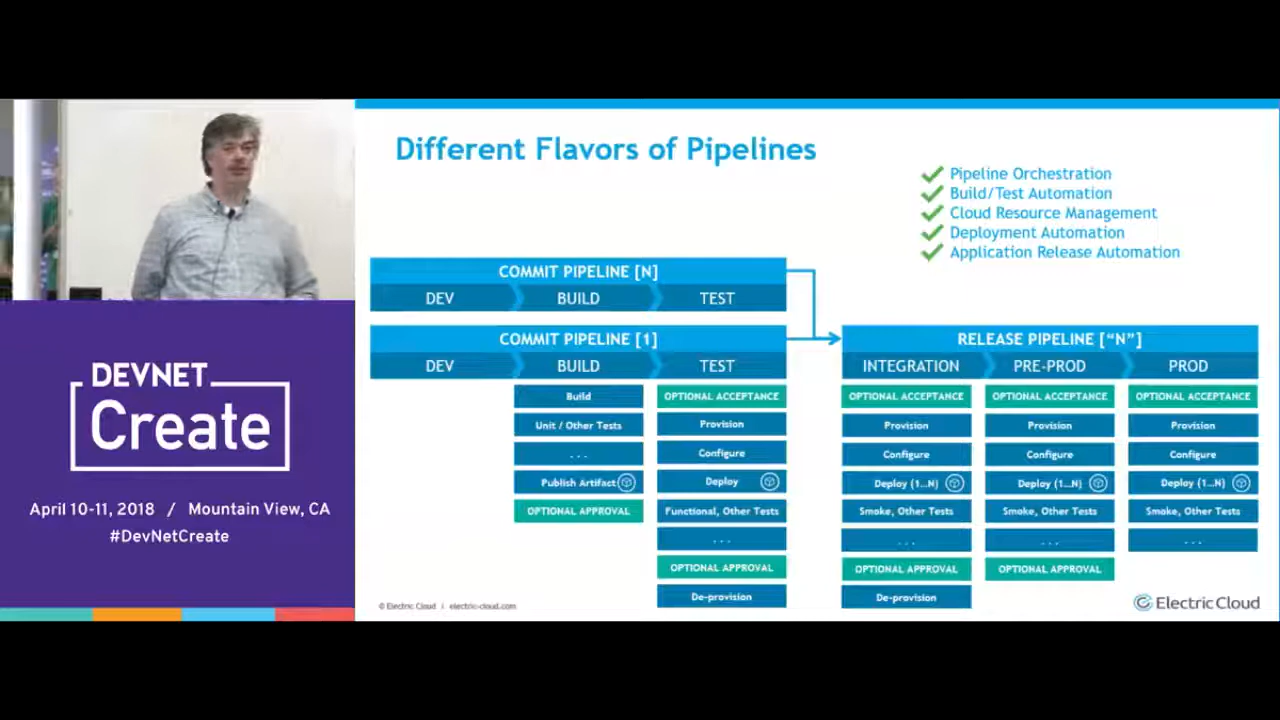 DEVNET
Create
April 10-11, 2018 / Mountain View, CA
#DevNetCreate
Different Flavors of Pipelines
Pipeline Orchestration
Build/Test Automation
Cloud Resource Management
Deployment Automation
Application Release Automation
COMMIT PIPELINE [N]
DEV BUILD TEST
COMMIT PIPELINE [1]
DEV BUILD TEST
Build
Unit / Other Tests
...
Publish Artifact
OPTIONAL APPROVAL
OPTIONAL ACCEPTANCE
Provision
Configure
Deploy
Functional, Other Tests
...
OPTIONAL APPROVAL
De-provision
RELEASE PIPELINE ["N"]
INTEGRATION PRE-PROD PROD
OPTIONAL ACCEPTANCE
Provision
Configure
Deploy (1...N)
Smoke, Other Tests
...
OPTIONAL APPROVAL
De-provision
OPTIONAL ACCEPTANCE
Provision
Configure
Deploy (1...N)
Smoke, Other Tests
...
OPTIONAL APPROVAL
OPTIONAL ACCEPTANCE
Provision
Configure
Deploy (1...N)
Smoke, Other Tests
...
© Electric Cloud | electric-cloud.com
Electric Cloud